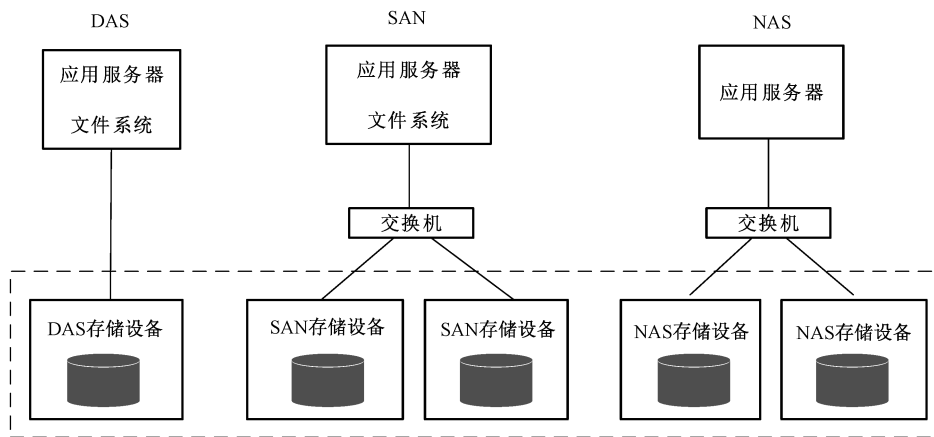 DAS
SAN
NAS
应用服务器
文件系统
应用服务器
文件系统
应用服务器
交换机
交换机
DAS存储设备
SAN存储设备
SAN存储设备
NAS存储设备
NAS存储设备